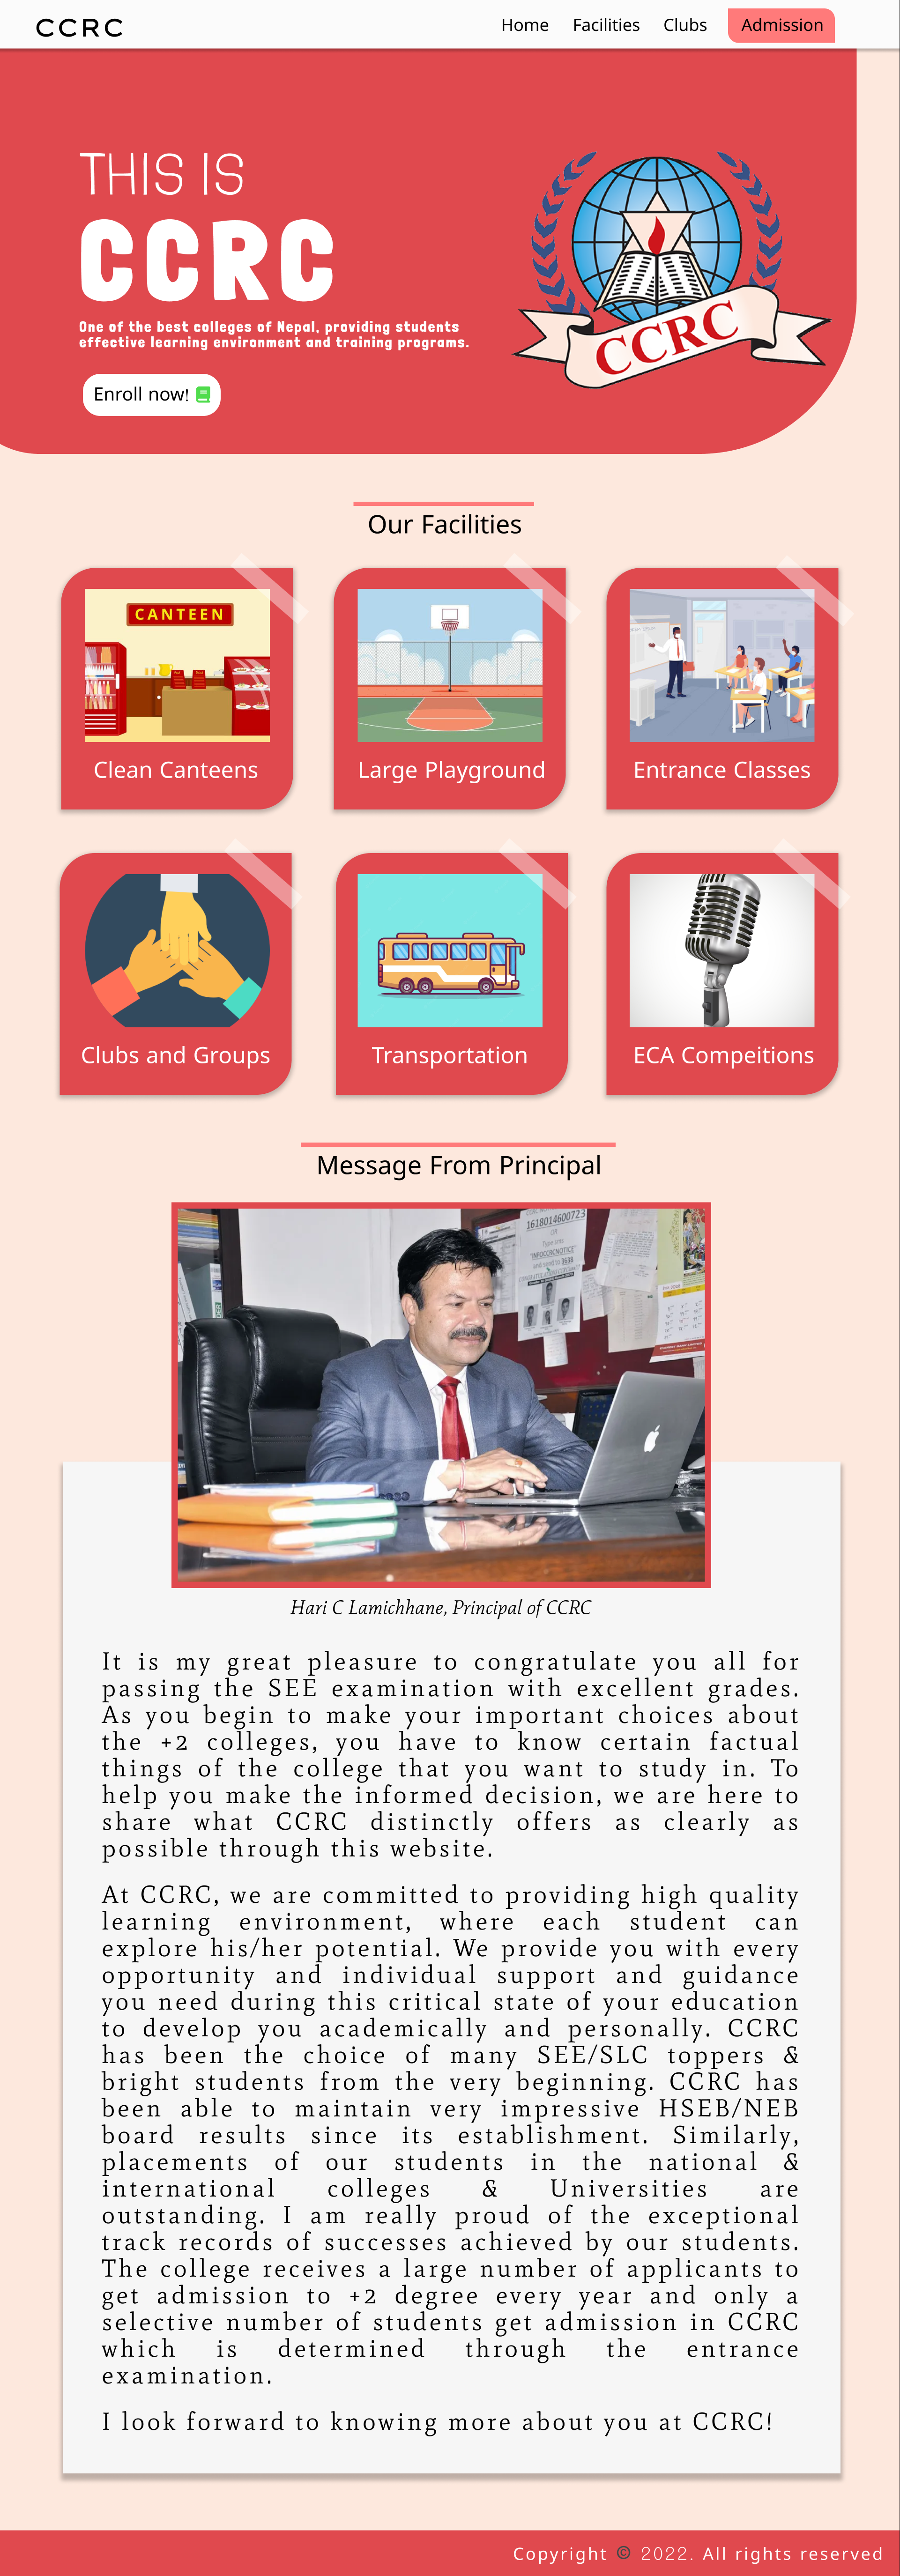 CCRC
Home Facilities Clubs Admission
THIS IS
CCRC
One of the best colleges of Nepal, providing students
effective learning environment and training programs.
Enroll now!
CCRC
Our Facilities
CANTEEN
Clean Canteens
Large Playground
Entrance Classes
Clubs and Groups
Transportation
ECA Compeitions
Message From Principal
1618014600723
Hari C Lamichhane, Principal of CCRC
It is my great pleasure to congratulate you all for
passing the SEE examination with excellent grades.
As you begin to make your important choices about
the +2 colleges, you have to know certain factual
things of the college that you want to study in. To
help you make the informed decision, we are here to
share what CCRC distinctly offers as clearly as
possible through this website.
At CCRC, we are committed to providing high quality
learning environment, where each student can
explore his/her potential. We provide you with every
opportunity and individual support and guidance
you need during this critical state of your education
to develop you academically and personally. CCRC
has been the choice of many SEE/SLC toppers &
bright students from the very beginning. CCRC has
been able to maintain very impressive HSEB/NEB
board results since its establishment. Similarly,
placements of our students in the national &
international colleges & Universities are
outstanding. I am really proud of the exceptional
track records of successes achieved by our students.
The college receives a large number of applicants to
get admission to +2 degree every year and only a
selective number of students get admission in CCRC
which is determined through the entrance
examination.
I look forward to knowing more about you at CCRC!
Copyright © 2022. All rights reserved